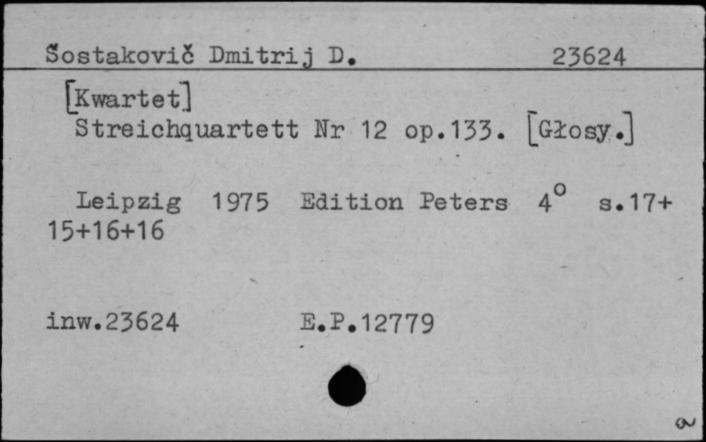 Šostakovič Dmitrij D. 23624
[Kwartet]
Streichquartett Nr 12 op.133. [Głosy.]
Leipzig 1975 Edition Peters 4° s.17+
15+16+16
inw.23624 E.P.12779